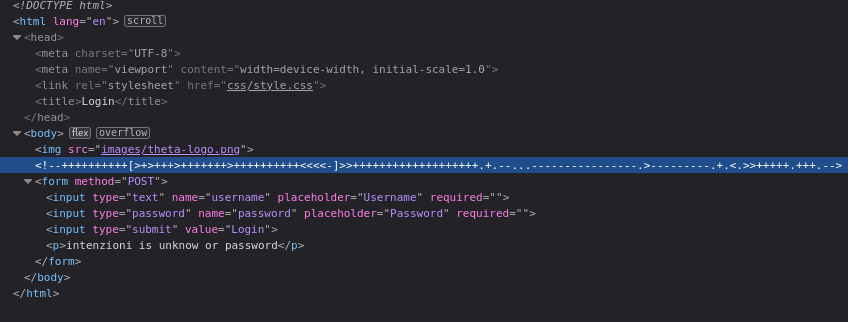 <!DOCTYPE html>
<html lang="en"> scroll
<head>
<meta charset="UTF-8">
<meta name="viewport" content="width=device-width, initial-scale=1.0">
<link rel="stylesheet" href="css/style.css">
<title>Login</title>
</head>
<body> flex overflow
<img src="images/theta-logo.png">
<!--++++++++++[>+>+++>+++++++>++++++++++<<<<-]>>+++++++++++++++++++.+.--...----------------.>---------.+.<.>>+++++.+++.-->
<form method="POST">
<input type="text" name="username" placeholder="Username" required="">
<input type="password" name="password" placeholder="Password" required="">
<input type="submit" value="Login">
<p>intenzioni is unknow or password</p>
</form>
</body>
</html>